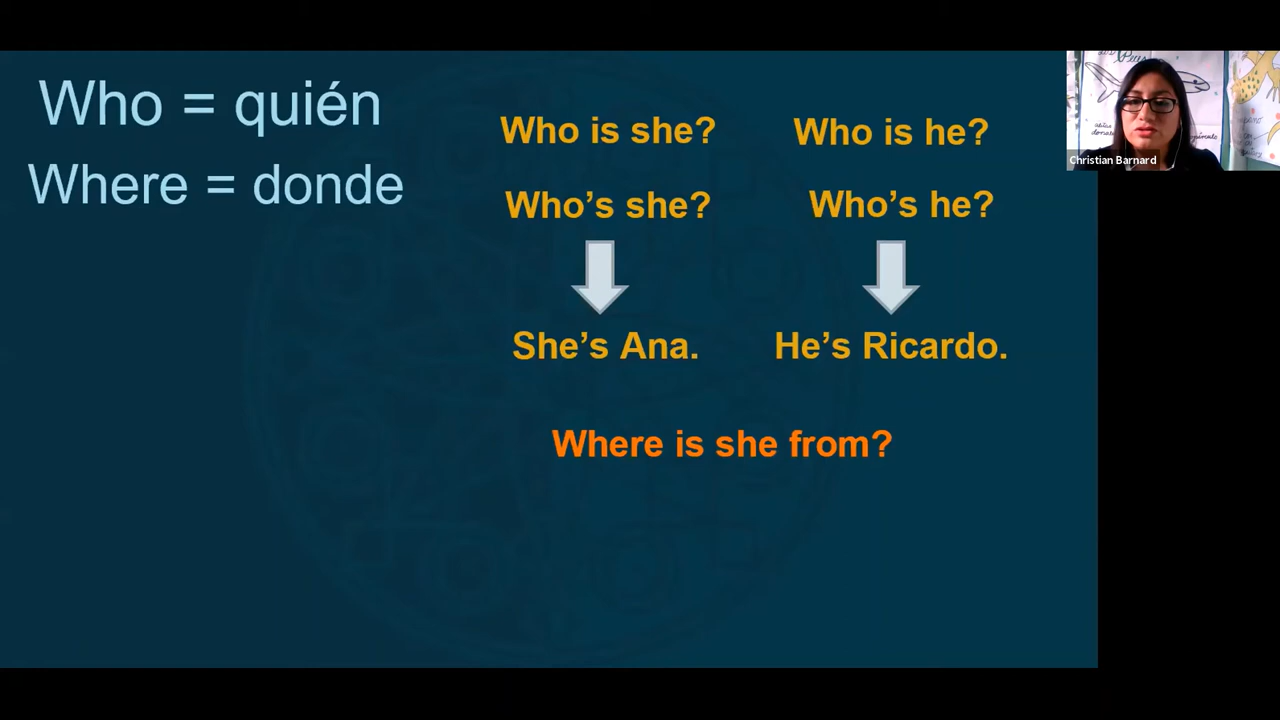 Who = quién
Where = donde
Who is she?
Who is he?
Who's she?
Who's he?
She's Ana.
He's Ricardo.
Where is she from?
Peces
Christian Barnard